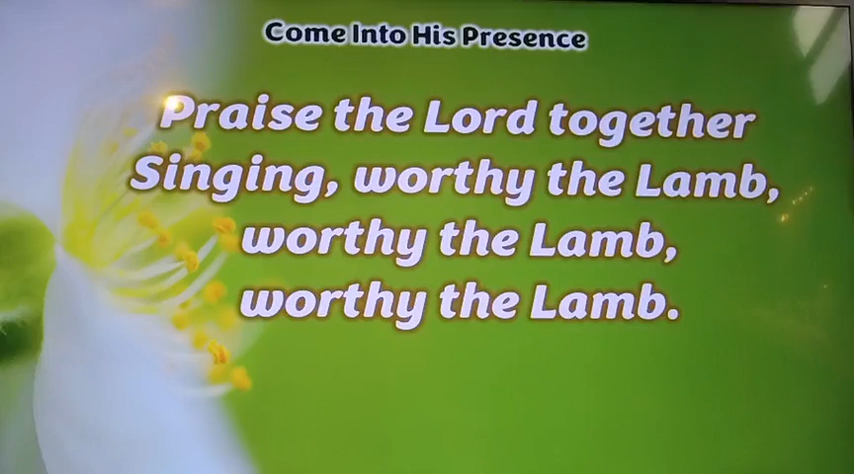 Come Into His Presence
Praise the Lord together
Singing, worthy the Lamb,
worthy the Lamb,
worthy the Lamb.